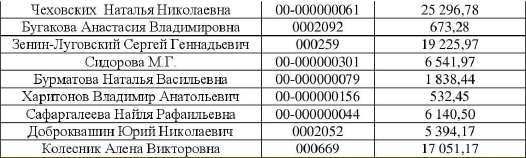 Чеховских Наталья Николаевна 00-000000061 25 296,78
Бугакова Анастасия Владимировна 0002092 673,28
Зенин-Луговский Сергей Геннадьевич 000259 19 225,97
Сидорова М.Г. 00-000000301 6 541,97
Бурматова Наталья Васильевна 00-000000079 1 838,44
Харитонов Владимир Анатольевич 00-000000156 532,45
Сафаргалеева Найля Рафаильевна 00-000000044 6 140,50
Доброквашин Юрий Николаевич 0002052 5 394,17
Колесник Алена Викторовна 000669 17 051,17